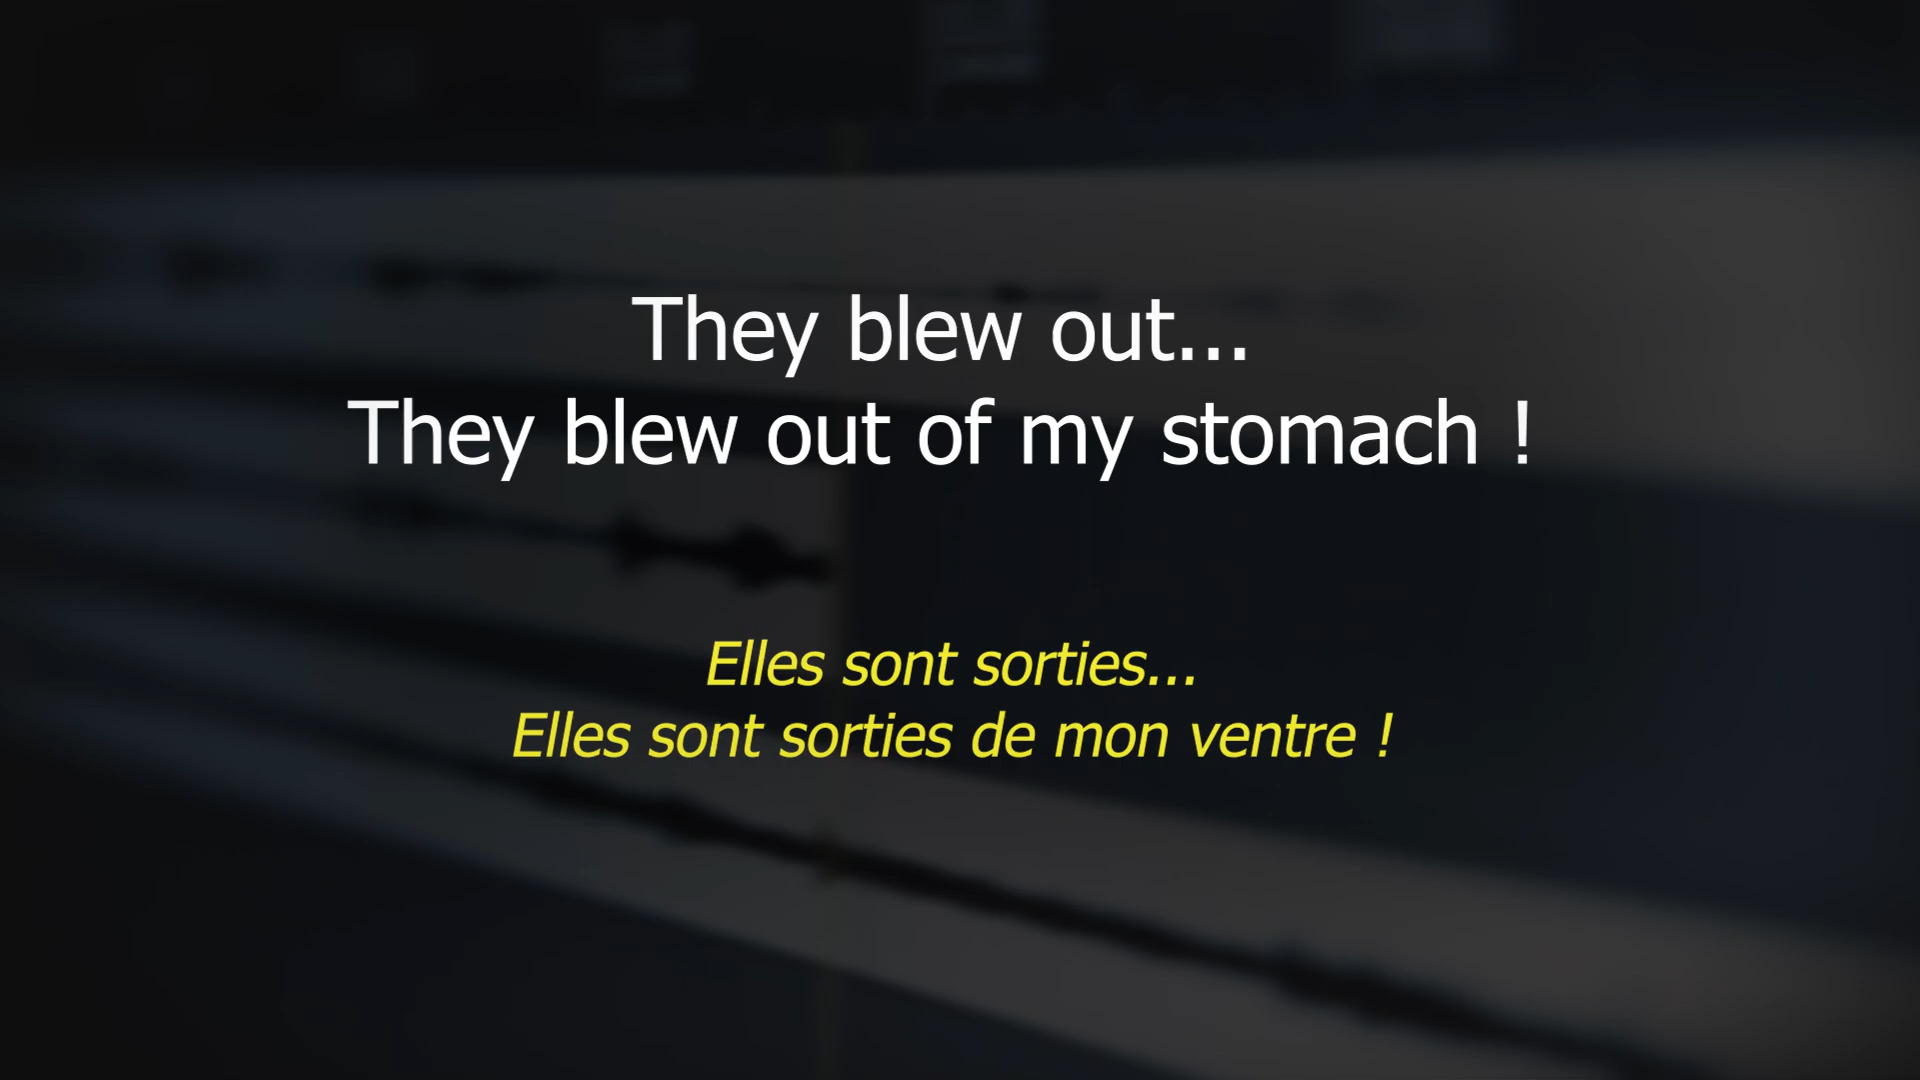 They blew out...
They blew out of my stomach !
Elles sont sorties...
Elles sont sorties de mon ventre !